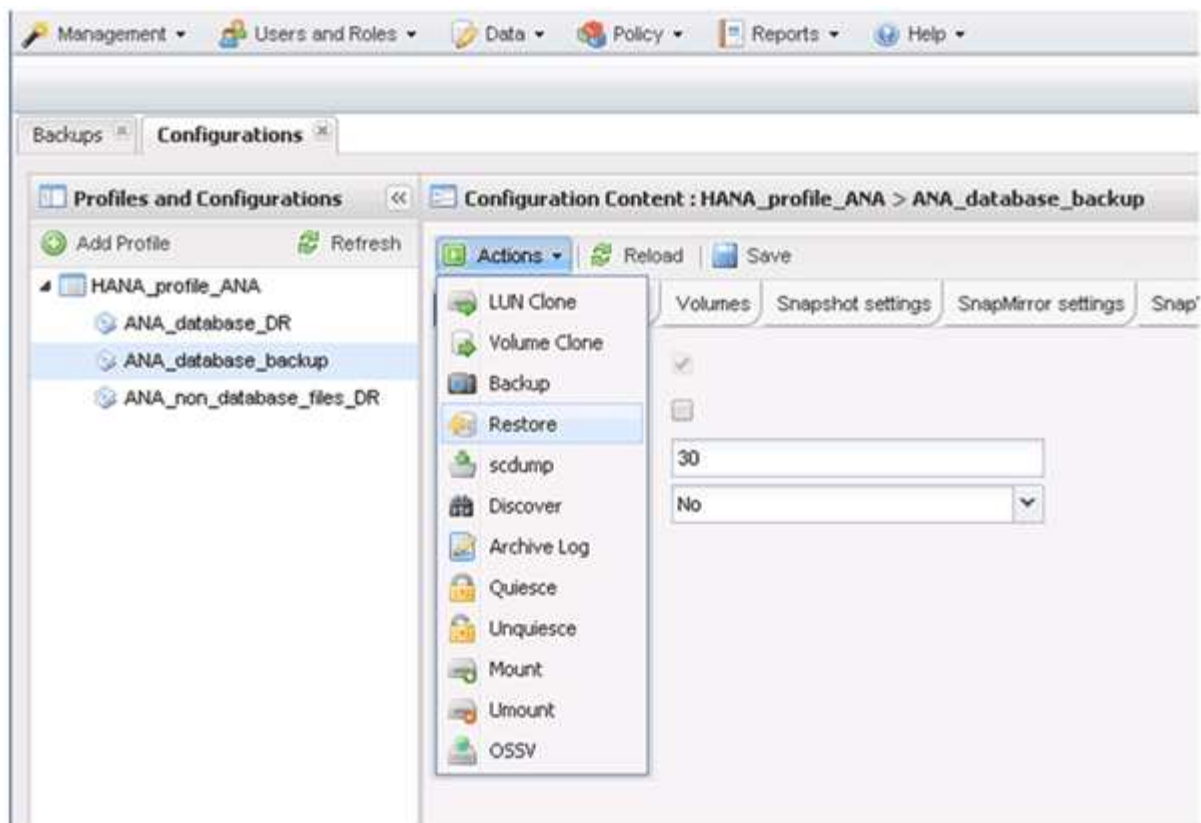 Management Users and Roles Data Policy Reports Help
Backups Configurations
Profiles and Configurations
Add Profile Refresh
HANA_profile_ANA
ANA_database_DR
ANA_database_backup
ANA_non_database_files_DR
Configuration Content : HANA_profile_ANA > ANA_database_backup
Actions Reload Save
Volumes Snapshot settings SnapMirror settings Snap
LUN Clone
Volume Clone
Backup
Restore
scdump
Discover
Archive Log
Quiesce
Unquiesce
Mount
Umount
OSSV
30
No